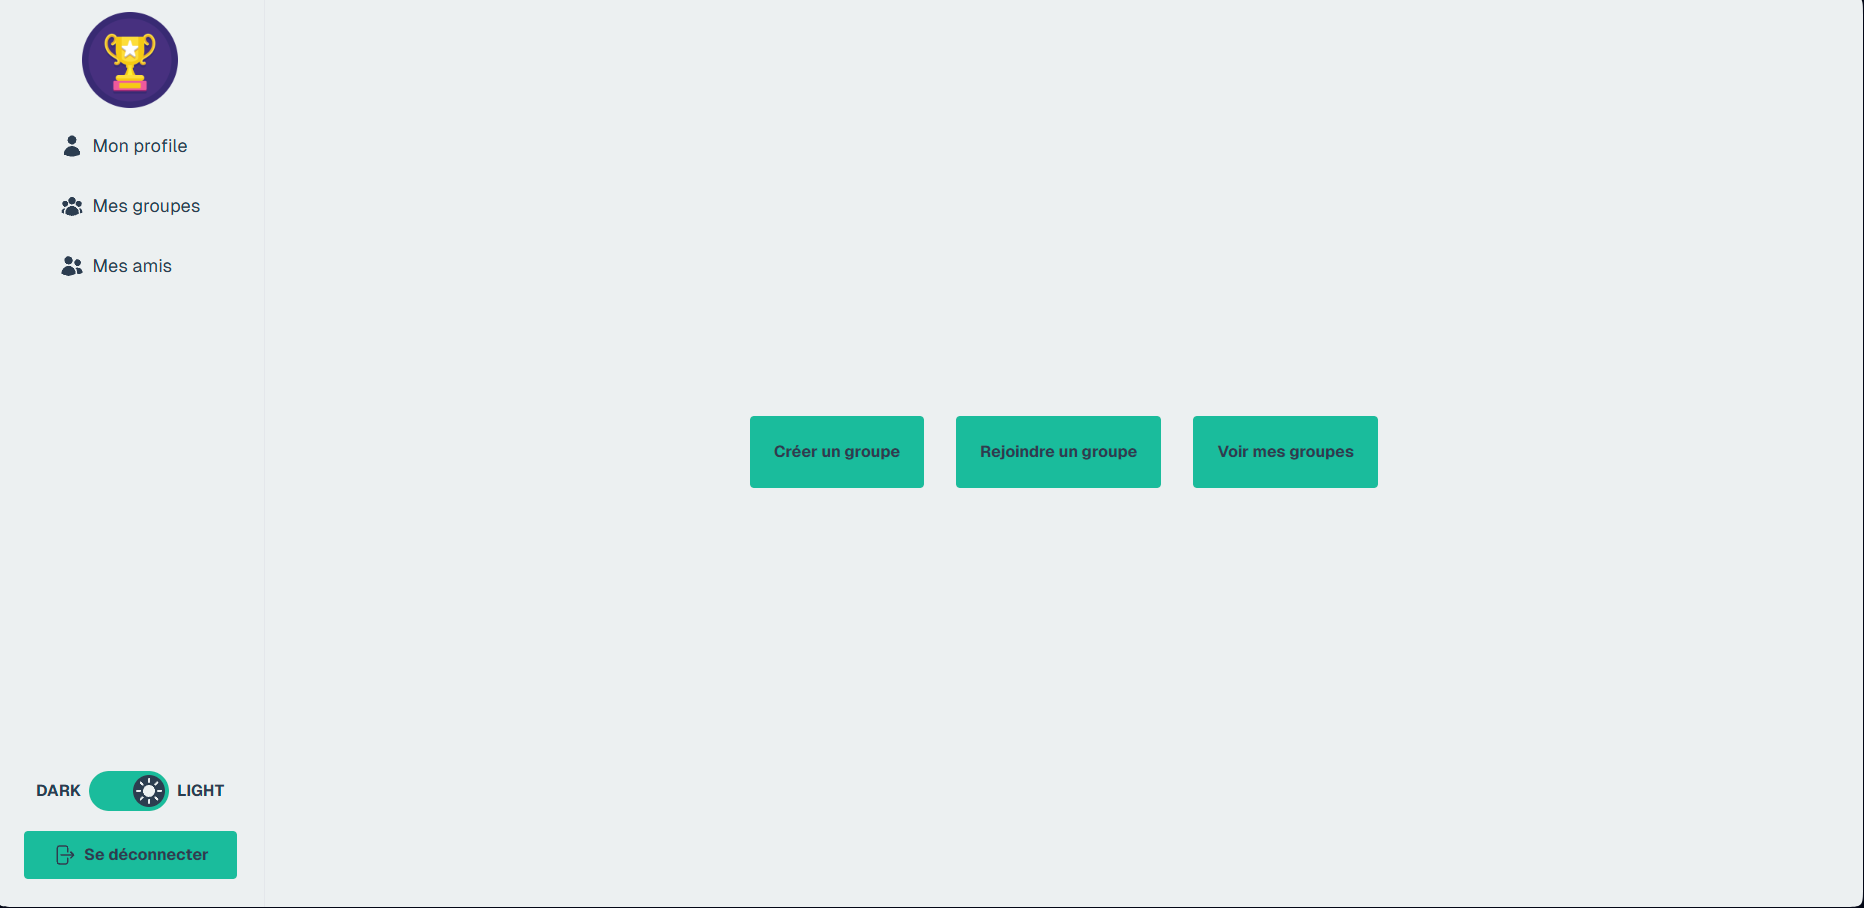 Mon profile
Mes groupes
Mes amis
Créer un groupe
Rejoindre un groupe
Voir mes groupes
DARK LIGHT
Se déconnecter